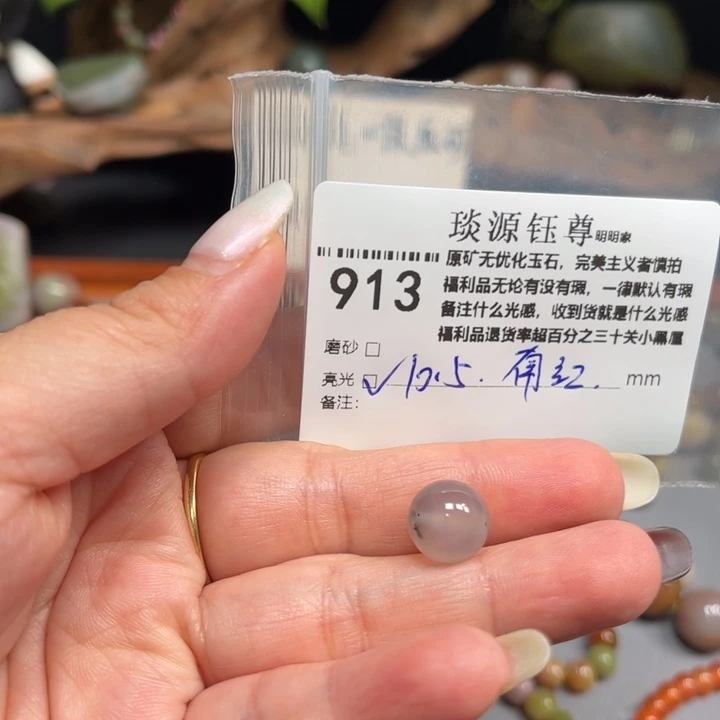 琰源钰尊明明家
原矿无优化玉石，完美主义者慎拍
913
福利品无论有没有瑕，一律默认有瑕
备注什么光感，收到货就是什么光感
福利品退货率超百分之三十关小黑屋
磨砂 □
亮光 ✓ 10.5. 南红. mm
备注：